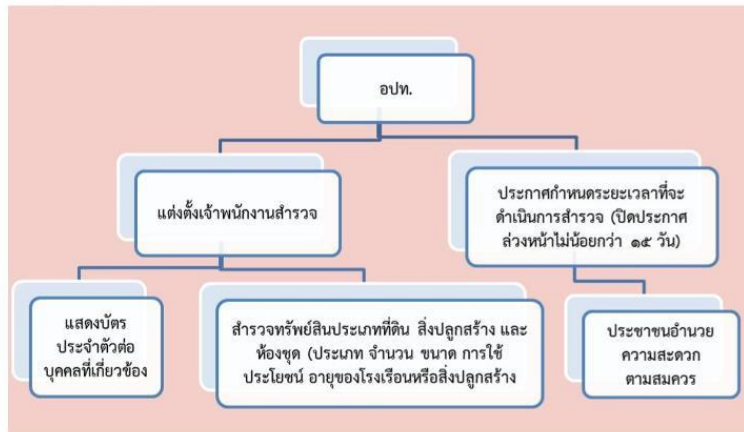 อปท.
แต่งตั้งเจ้าพนักงานสำรวจ
ประกาศกำหนดระยะเวลาที่จะ
ดำเนินการสำรวจ (ปิดประกาศ
ล่วงหน้าไม่น้อยกว่า ๑๕ วัน)
แสดงบัตร
ประจำตัวต่อ
บุคคลที่เกี่ยวข้อง
สำรวจทรัพย์สินประเภทที่ดิน สิ่งปลูกสร้าง และ
ห้องชุด (ประเภท จำนวน ขนาด การใช้
ประโยชน์ อายุของโรงเรือนหรือสิ่งปลูกสร้าง
ประชาชนอำนวย
ความสะดวก
ตามสมควร